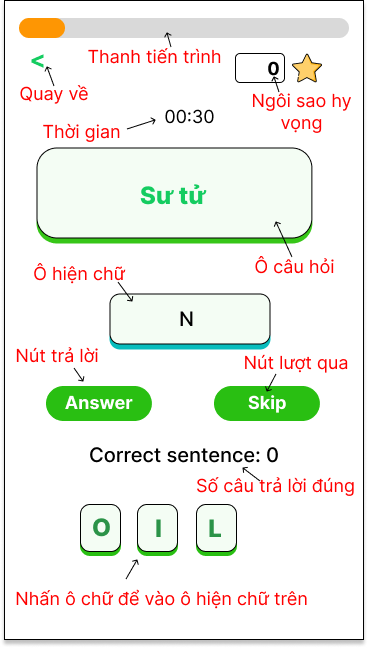 Thanh tiến trình
<
0
Quay về
Ngôi sao hy
vọng
00:30
Thời gian
Sư tử
Ô câu hỏi
Ô hiện chữ
N
Nút trả lời
Nút lượt qua
Answer
Skip
Correct sentence: 0
Số câu trả lời đúng
O I L
Nhấn ô chữ để vào ô hiện chữ trên